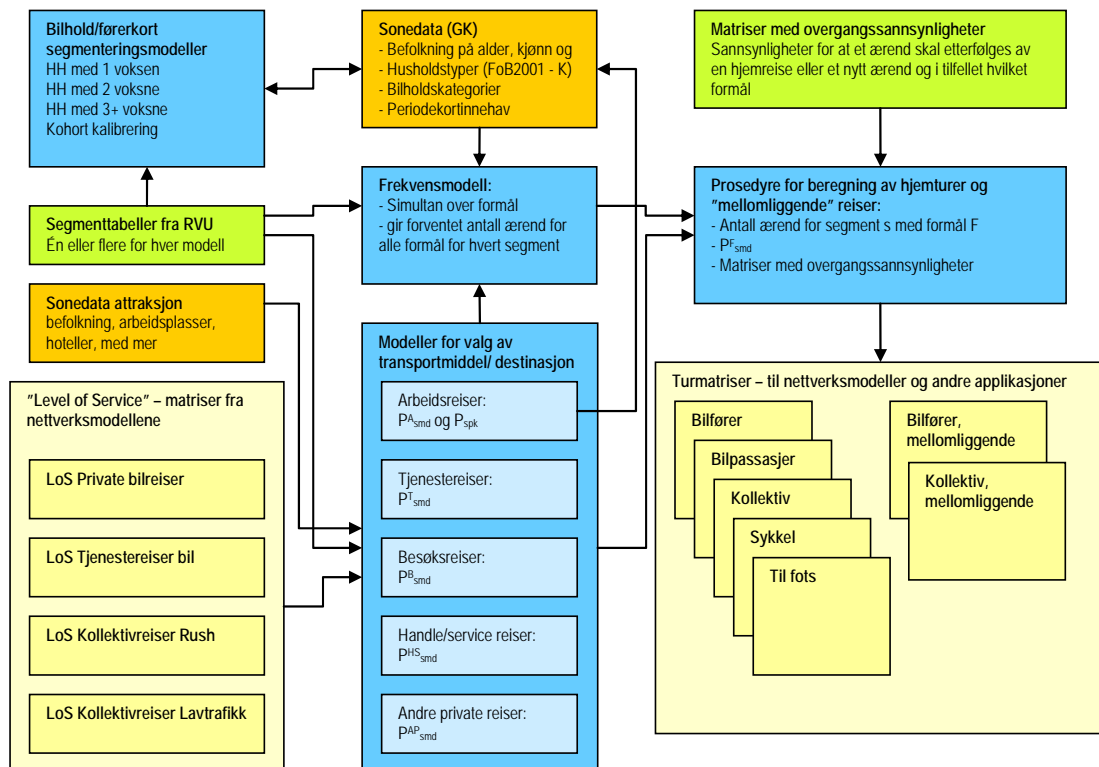 Bilhold/førerkort
segmenteringsmodeller
HH med 1 voksen
HH med 2 voksne
HH med 3+ voksne
Kohort kalibrering
Sonedata (GK)
- Befolkning på alder, kjønn og
- Husholdstyper (FoB2001 - K)
- Bilholdskategorier
- Periodekortinnehav
Matriser med overgangssannsynligheter
Sannsynligheter for at et ærend skal etterfølges av
en hjemreise eller et nytt ærend og i tilfellet hvilket
formål
Segmenttabeller fra RVU
Én eller flere for hver modell
Frekvensmodell:
- Simultan over formål
- gir forventet antall ærend for
alle formål for hvert segment
Prosedyre for beregning av hjemturer og
"mellomliggende" reiser:
- Antall ærend for segment s med formål F
- P^F_smd
- Matriser med overgangssannsynligheter
Sonedata attraksjon
befolkning, arbeidsplasser,
hoteller, med mer
"Level of Service" – matriser fra
nettverksmodellene
LoS Private bilreiser
LoS Tjenestereiser bil
LoS Kollektivreiser Rush
LoS Kollektivreiser Lavtrafikk
Modeller for valg av
transportmiddel/ destinasjon
Arbeidsreiser:
P^A_smd og P_spk
Tjenestereiser:
P^T_smd
Besøksreiser:
P^B_smd
Handle/service reiser:
P^HS_smd
Andre private reiser:
P^AP_smd
Turmatriser – til nettverksmodeller og andre applikasjoner
Bilfører
Bilpassasjer
Kollektiv
Sykkel
Til fots
Bilfører,
mellomliggende
Kollektiv,
mellomliggende